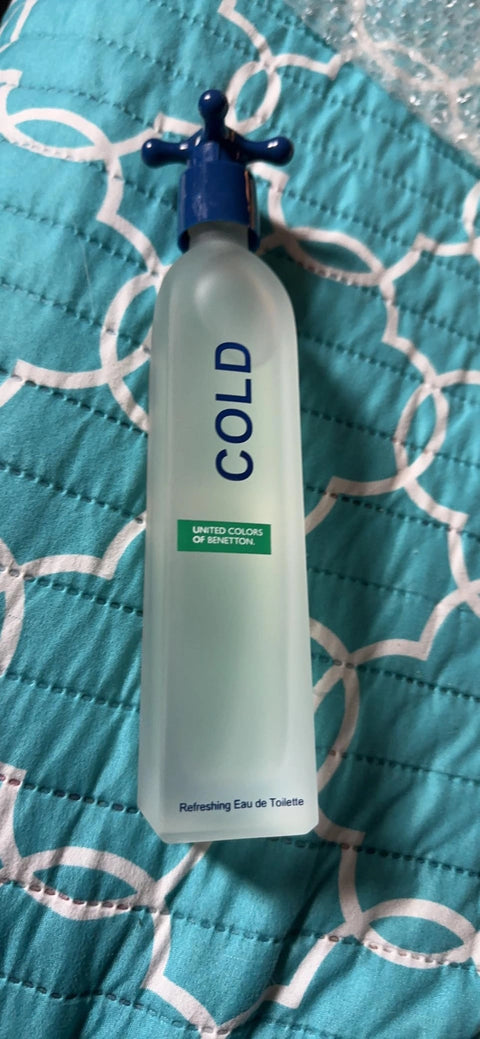 COLD
UNITED COLORS
OF BENETTON.
Refreshing Eau de Toilette